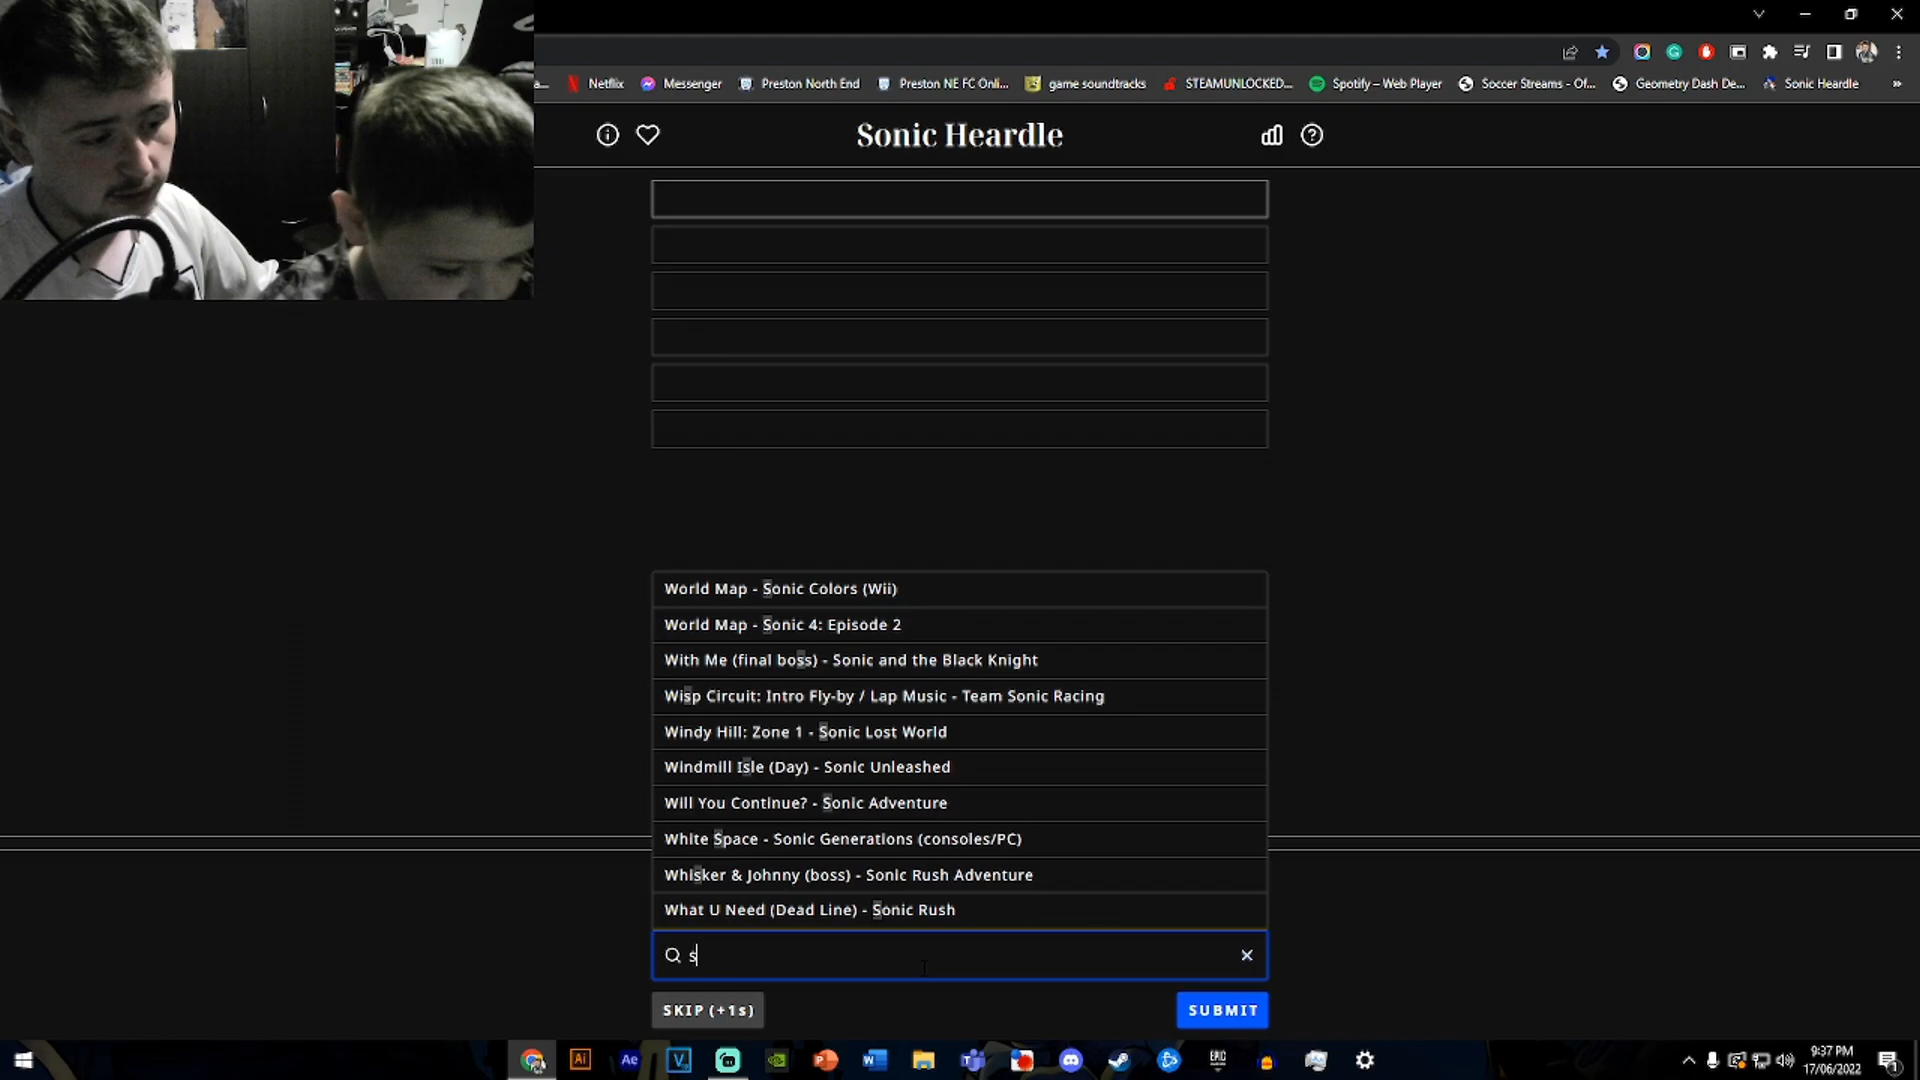 a...
Netflix
Messenger
Preston North End
Preston NE FC Onli...
game soundtracks
STEAMUNLOCKED...
Spotify – Web Player
Soccer Streams - Of...
Geometry Dash De...
Sonic Heardle
»
Sonic Heardle
World Map - Sonic Colors (Wii)
World Map - Sonic 4: Episode 2
With Me (final boss) - Sonic and the Black Knight
Wisp Circuit: Intro Fly-by / Lap Music - Team Sonic Racing
Windy Hill: Zone 1 - Sonic Lost World
Windmill Isle (Day) - Sonic Unleashed
Will You Continue? - Sonic Adventure
White Space - Sonic Generations (consoles/PC)
Whisker & Johnny (boss) - Sonic Rush Adventure
What U Need (Dead Line) - Sonic Rush
s
SKIP (+1s)
SUBMIT
Ai
Ae
V
EPIC
9:37 PM
17/06/2022
1